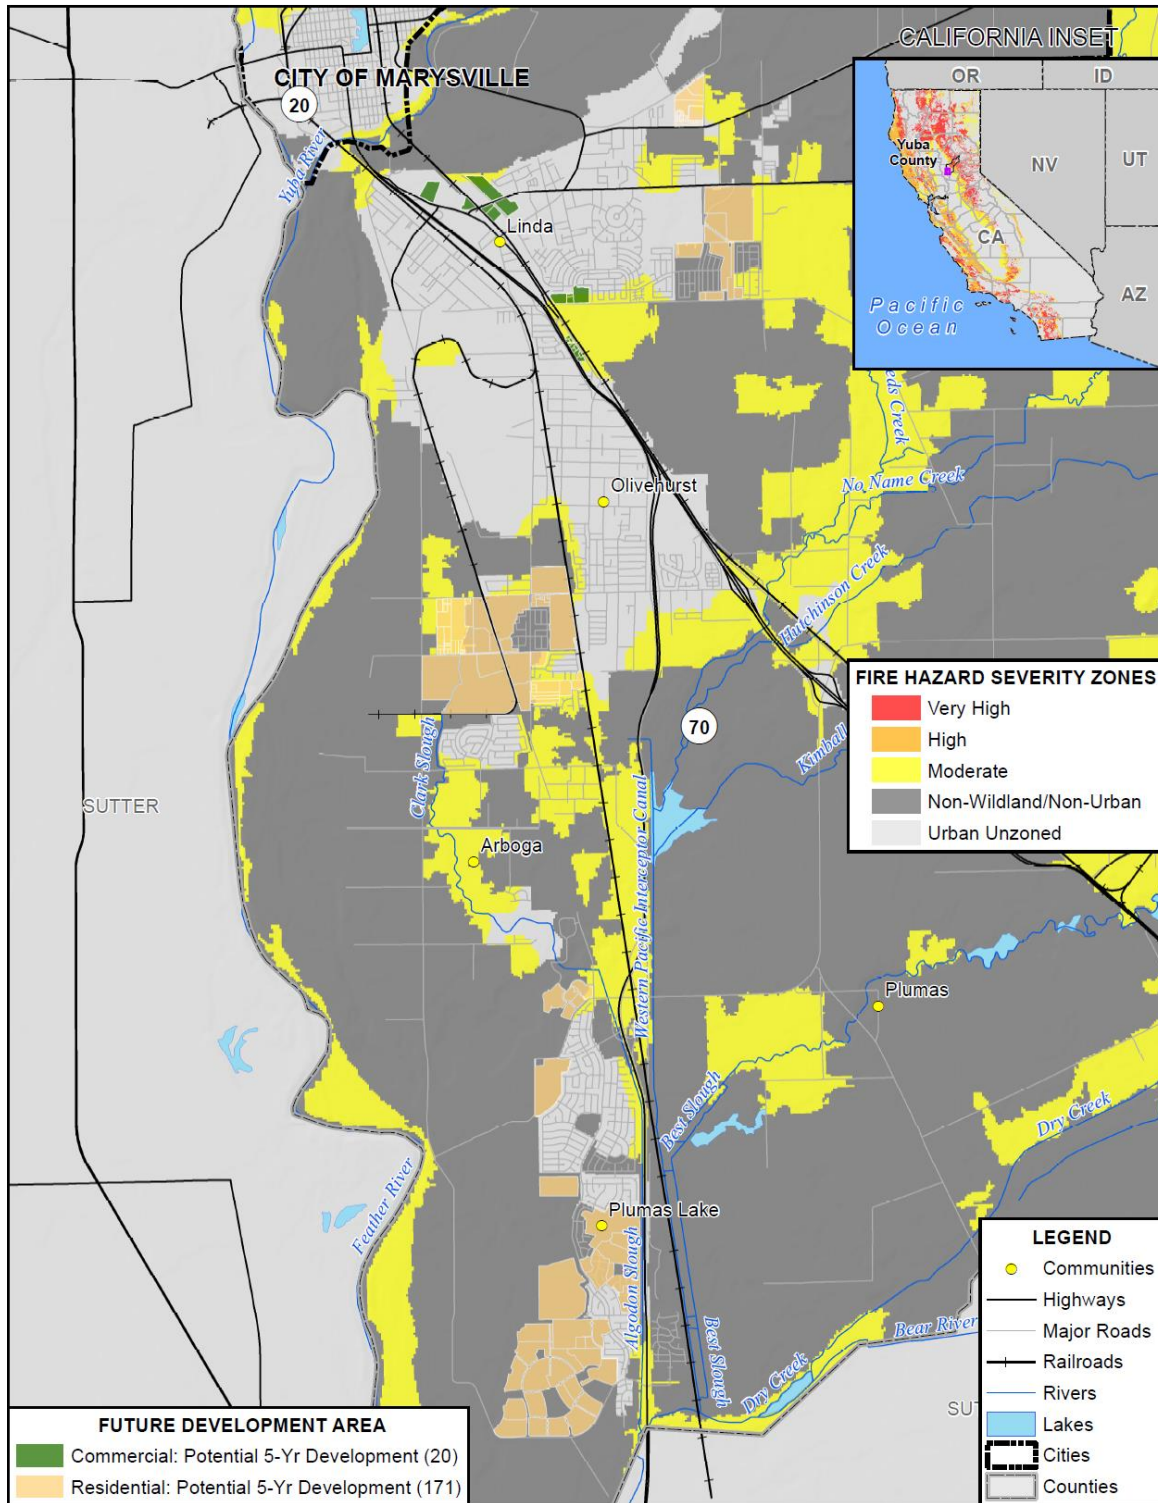 CALIFORNIA INSET
CITY OF MARYSVILLE
20
Yuba River
OR
ID
Yuba
County
NV
UT
CA
AZ
Pacific
Ocean
Linda
eeds Creek
No Name Creek
Olivehurst
Hutchinson Creek
FIRE HAZARD SEVERITY ZONES
Very High
High
Moderate
Non-Wildland/Non-Urban
Urban Unzoned
70
Kimball
Clark Slough
SUTTER
Western Pacific Interceptor Canal
Arboga
Plumas
Best Slough
Dry Creek
Feather River
Plumas Lake
Algodon Slough
Best Slough
Dry Creek
Bear River
SUT
LEGEND
Communities
Highways
Major Roads
Railroads
Rivers
Lakes
Cities
Counties
FUTURE DEVELOPMENT AREA
Commercial: Potential 5-Yr Development (20)
Residential: Potential 5-Yr Development (171)